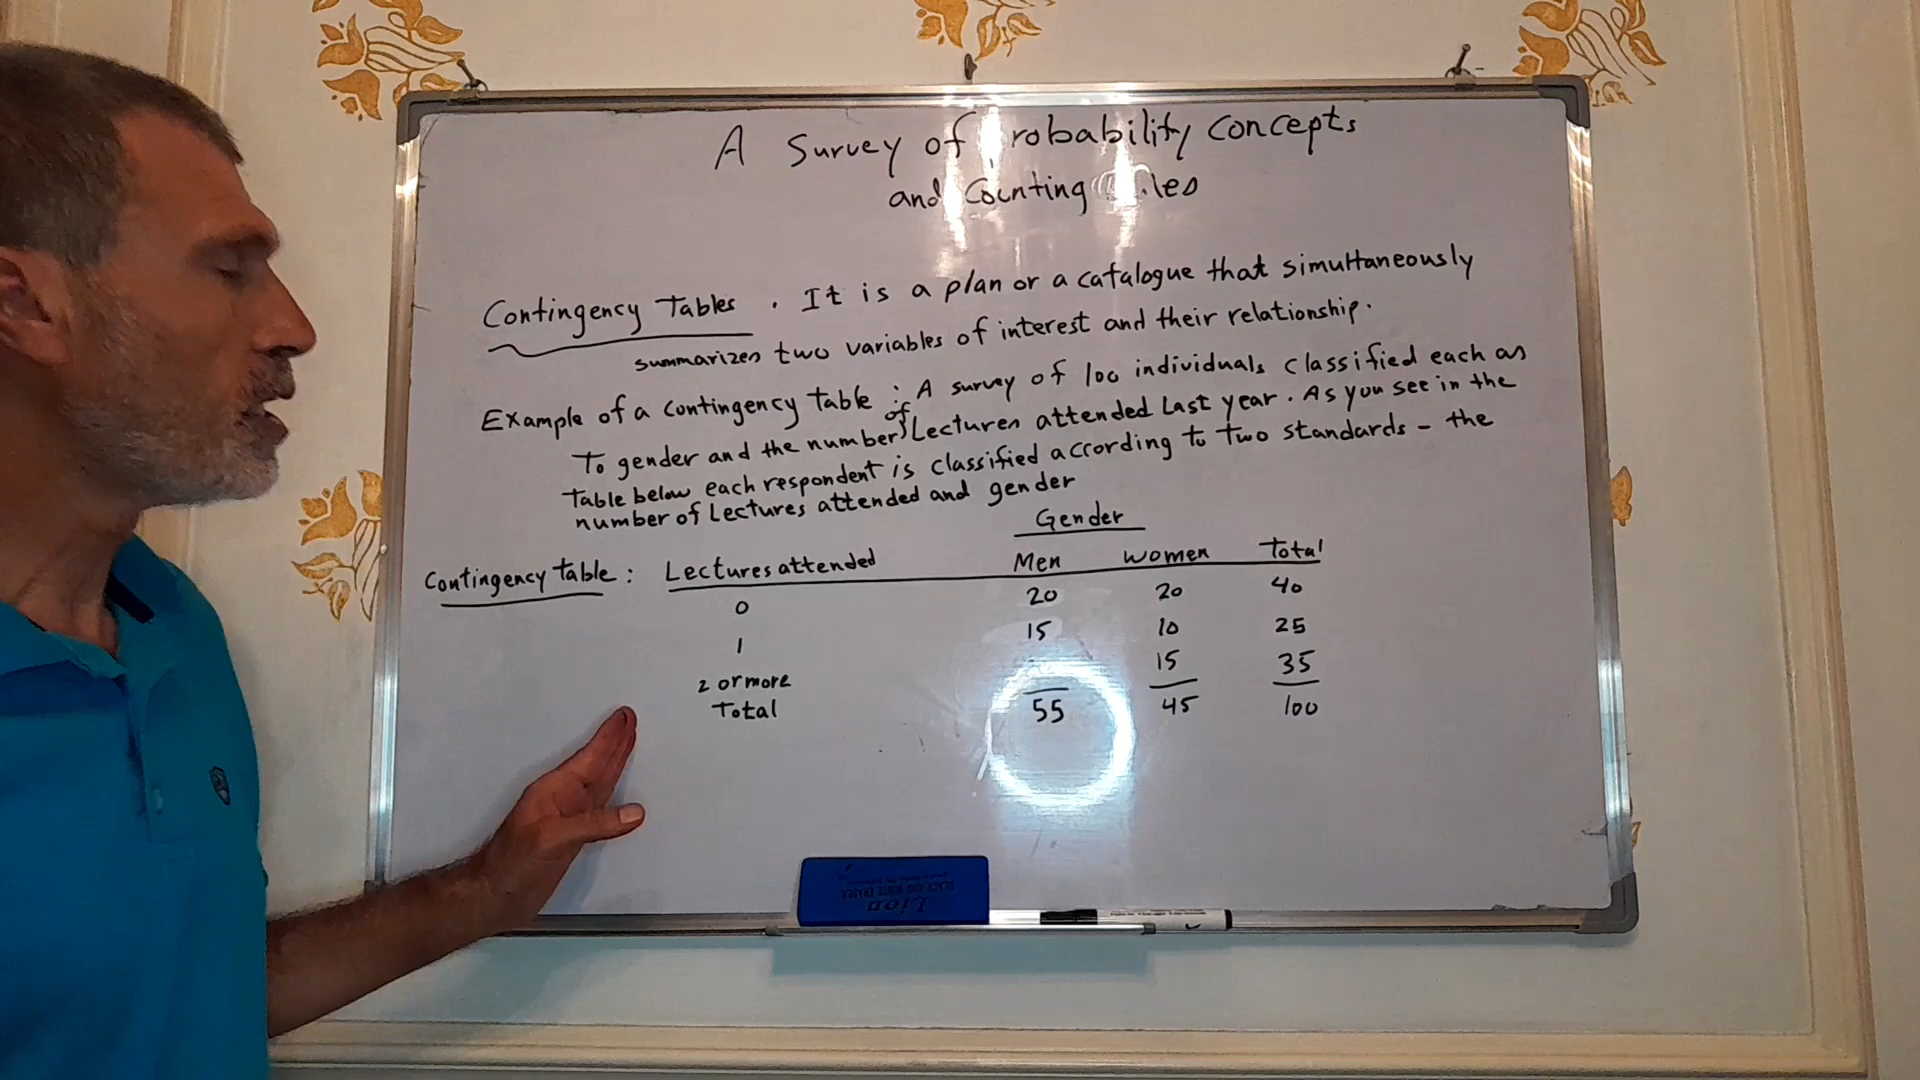 A Survey of Probability Concepts
and Counting
Contingency Tables . It is a plan or a catalogue that simultaneously
summarizes two variables of interest and their relationship.
Example of a contingency Table : A survey of 100 individuals classified each as
To gender and the number of Lectures attended Last year. As you see in the
Table below each respondent is classified according to two standards - the
number of Lectures attended and gender
Gender
Contingency Table : Lectures attended Men women Total
0 20 20 40
1 15 10 25
2 or more 15 35
Total 55 45 100
Lion